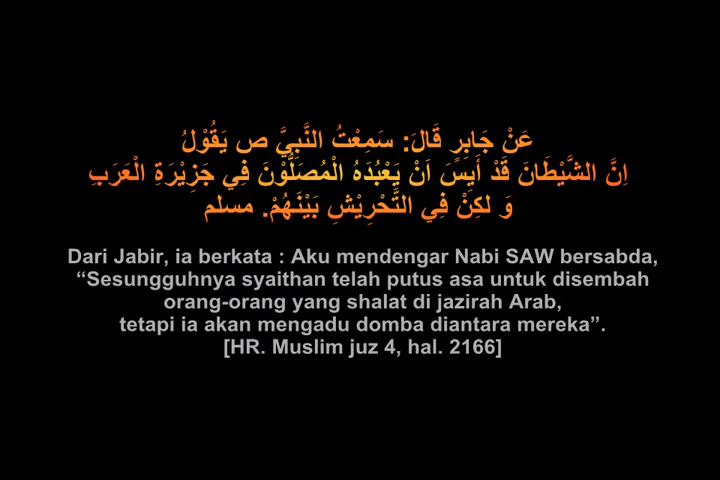 عَنْ جَابِرٍ قَالَ: سَمِعْتُ النَّبِيَّ ص يَقُوْلُ
اِنَّ الشَّيْطَانَ قَدْ أَيِسَ اَنْ يَعْبُدَهُ الْمُصَلُّوْنَ فِي جَزِيْرَةِ الْعَرَبِ
وَ لكِنْ فِي التَّحْرِيْشِ بَيْنَهُمْ. مسلم
Dari Jabir, ia berkata : Aku mendengar Nabi SAW bersabda,
“Sesungguhnya syaithan telah putus asa untuk disembah
orang-orang yang shalat di jazirah Arab,
tetapi ia akan mengadu domba diantara mereka”.
[HR. Muslim juz 4, hal. 2166]